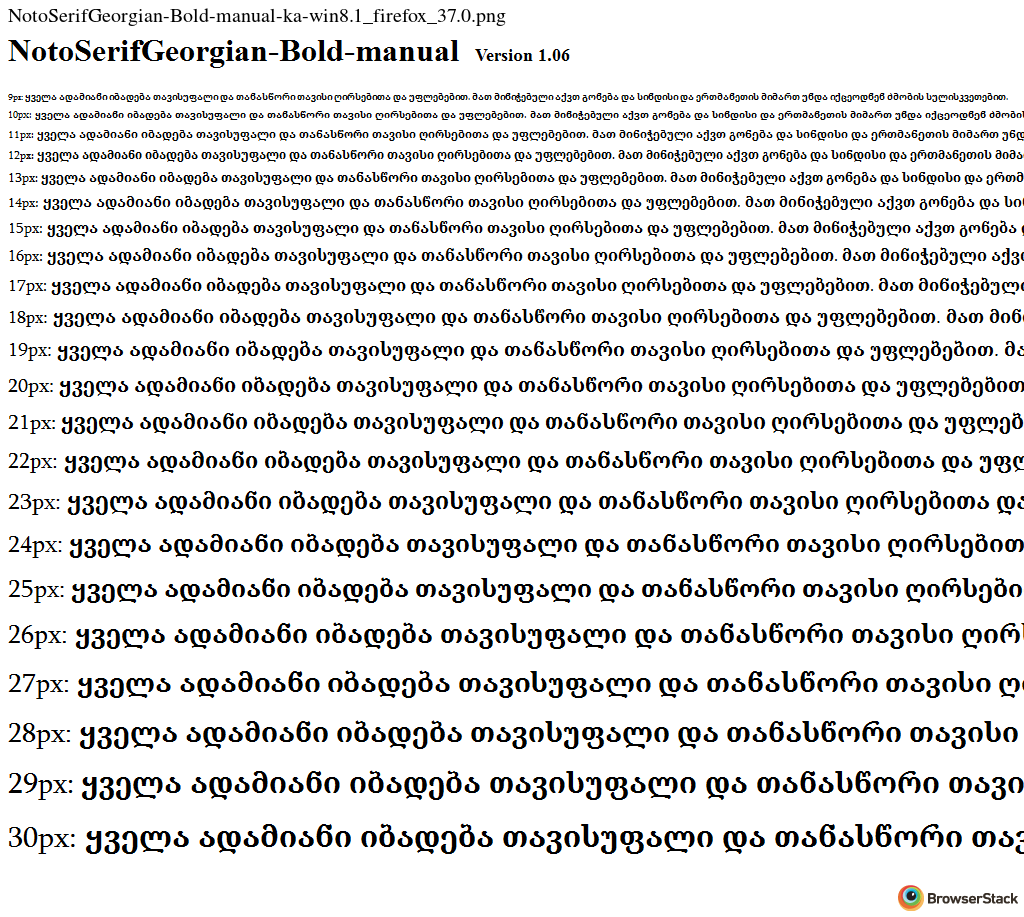 NotoSerifGeorgian-Bold-manual-ka-win8.1_firefox_37.0.png
NotoSerifGeorgian-Bold-manual Version 1.06
9px: ყველა ადამიანი იბადება თავისუფალი და თანასწორი თავისი ღირსებითა და უფლებებით. მათ მინიჭებული აქვთ გონება და სინდისი და ერთმანეთის მიმართ უნდა იქცეოდნენ ძმობის სულისკვეთებით.
10px: ყველა ადამიანი იბადება თავისუფალი და თანასწორი თავისი ღირსებითა და უფლებებით. მათ მინიჭებული აქვთ გონება და სინდისი და ერთმანეთის მიმართ უნდა იქცეოდნენ ძმობის
11px: ყველა ადამიანი იბადება თავისუფალი და თანასწორი თავისი ღირსებითა და უფლებებით. მათ მინიჭებული აქვთ გონება და სინდისი და ერთმანეთის მიმართ უნდ
12px: ყველა ადამიანი იბადება თავისუფალი და თანასწორი თავისი ღირსებითა და უფლებებით. მათ მინიჭებული აქვთ გონება და სინდისი და ერთმანეთის მიმა
13px: ყველა ადამიანი იბადება თავისუფალი და თანასწორი თავისი ღირსებითა და უფლებებით. მათ მინიჭებული აქვთ გონება და სინდისი და ერთმ
14px: ყველა ადამიანი იბადება თავისუფალი და თანასწორი თავისი ღირსებითა და უფლებებით. მათ მინიჭებული აქვთ გონება და სი
15px: ყველა ადამიანი იბადება თავისუფალი და თანასწორი თავისი ღირსებითა და უფლებებით. მათ მინიჭებული აქვთ გონება
16px: ყველა ადამიანი იბადება თავისუფალი და თანასწორი თავისი ღირსებითა და უფლებებით. მათ მინიჭებული აქვ
17px: ყველა ადამიანი იბადება თავისუფალი და თანასწორი თავისი ღირსებითა და უფლებებით. მათ მინიჭებული
18px: ყველა ადამიანი იბადება თავისუფალი და თანასწორი თავისი ღირსებითა და უფლებებით. მათ მინ
19px: ყველა ადამიანი იბადება თავისუფალი და თანასწორი თავისი ღირსებითა და უფლებებით. მა
20px: ყველა ადამიანი იბადება თავისუფალი და თანასწორი თავისი ღირსებითა და უფლებებით
21px: ყველა ადამიანი იბადება თავისუფალი და თანასწორი თავისი ღირსებითა და უფლებ
22px: ყველა ადამიანი იბადება თავისუფალი და თანასწორი თავისი ღირსებითა და უფლ
23px: ყველა ადამიანი იბადება თავისუფალი და თანასწორი თავისი ღირსებითა და
24px: ყველა ადამიანი იბადება თავისუფალი და თანასწორი თავისი ღირსებით
25px: ყველა ადამიანი იბადება თავისუფალი და თანასწორი თავისი ღირსები
26px: ყველა ადამიანი იბადება თავისუფალი და თანასწორი თავისი ღირ
27px: ყველა ადამიანი იბადება თავისუფალი და თანასწორი თავისი ღ
28px: ყველა ადამიანი იბადება თავისუფალი და თანასწორი თავისი
29px: ყველა ადამიანი იბადება თავისუფალი და თანასწორი თავი
30px: ყველა ადამიანი იბადება თავისუფალი და თანასწორი თავ
BrowserStack